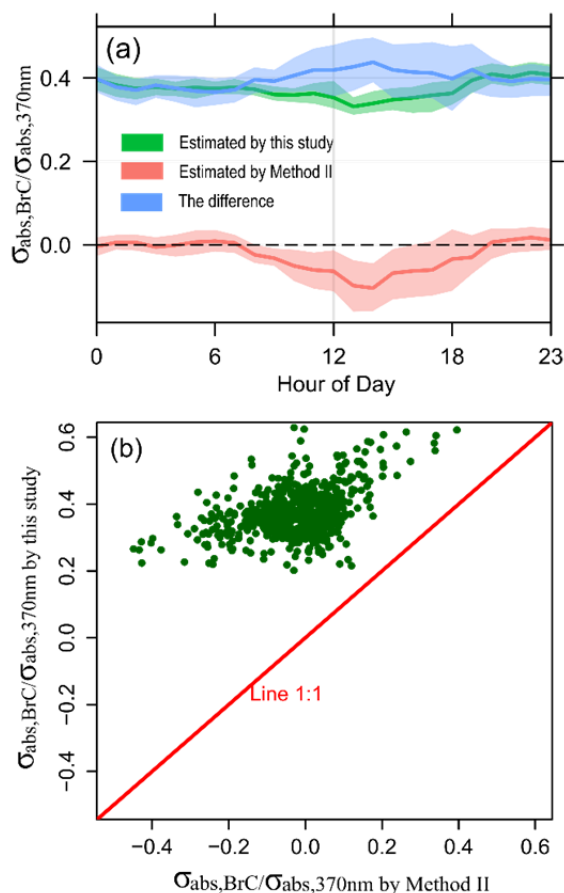 (a)
σabs,BrC/σabs,370nm
0.4
0.2
0.0
Estimated by this study
Estimated by Method II
The difference
0 6 12 18 23
Hour of Day
(b)
σabs,BrC/σabs,370nm by this study
0.6
0.4
0.2
0.0
−0.2
−0.4
Line 1:1
−0.4 −0.2 0.0 0.2 0.4 0.6
σabs,BrC/σabs,370nm by Method II